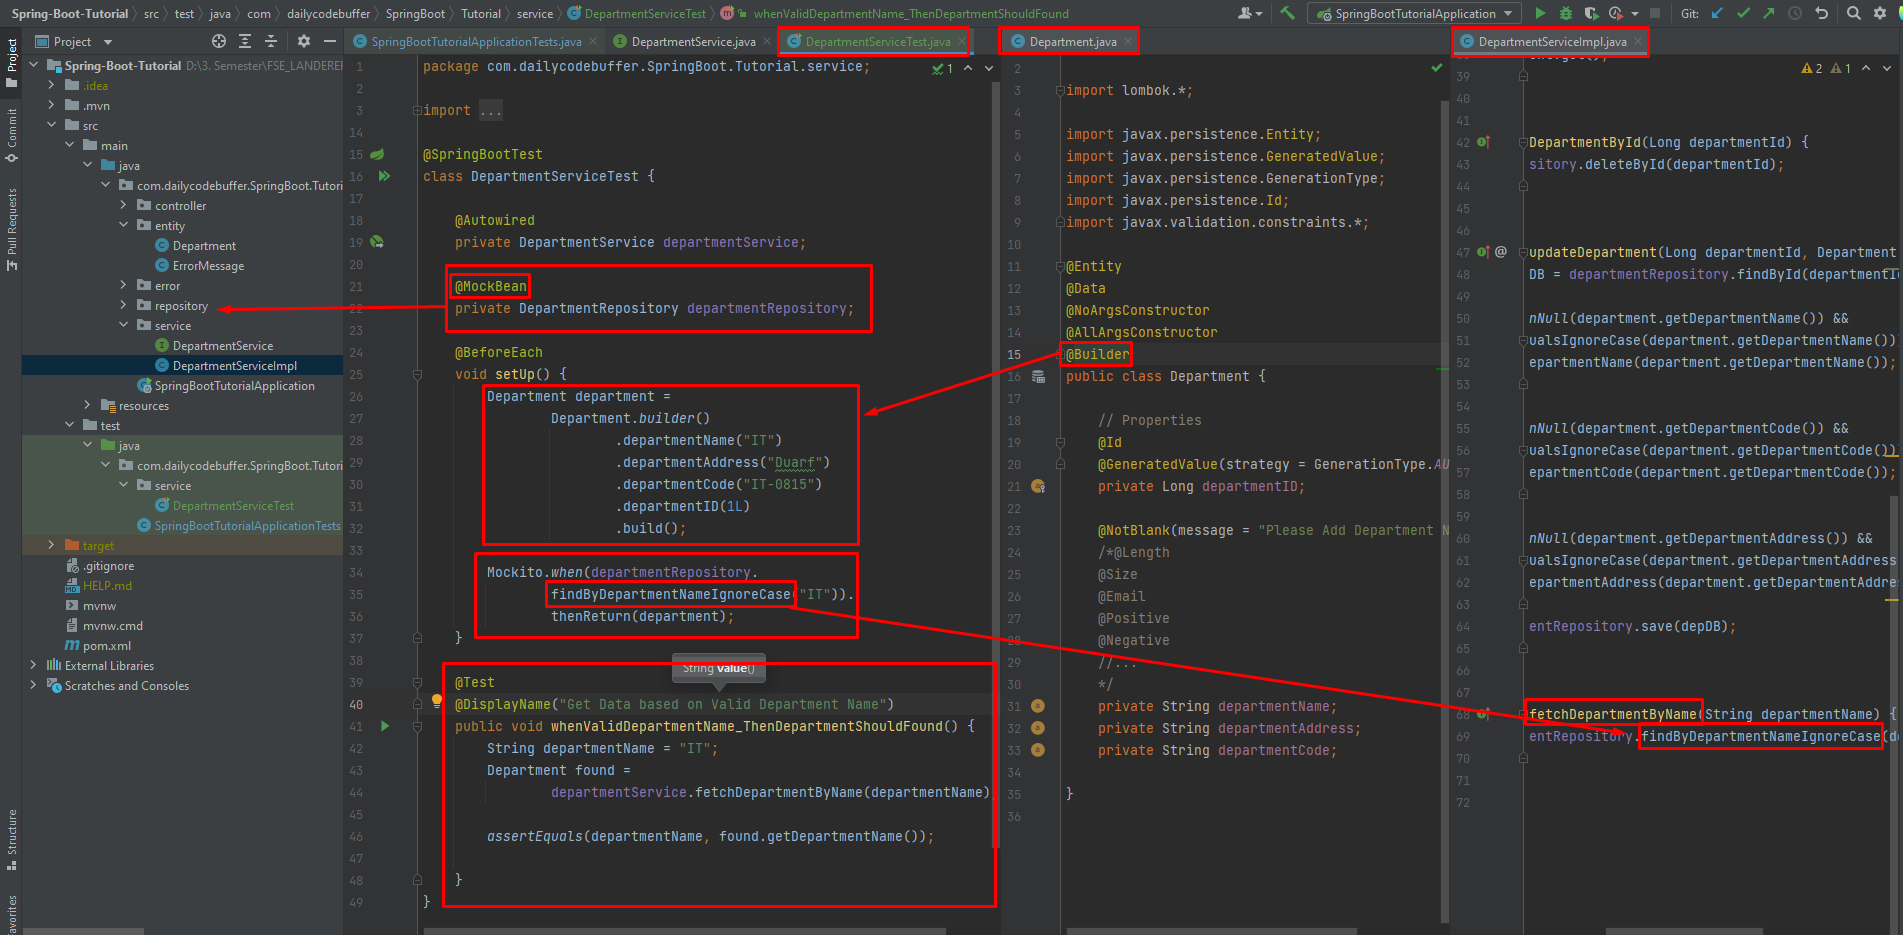 Spring-Boot-Tutorial 〉 src 〉 test 〉 java 〉 com 〉 dailycodebuffer 〉 SpringBoot 〉 Tutorial 〉 service 〉 DepartmentServiceTest 〉 whenValidDepartmentName_ThenDepartmentShouldFound
SpringBootTutorialApplication
Git:
Project
Commit
Pull Requests
Structure
Project
Spring-Boot-Tutorial D:\3. Semester\FSE_LANDERE
.idea
.mvn
src
main
java
com.dailycodebuffer.SpringBoot.Tutori
controller
entity
Department
ErrorMessage
error
repository
service
DepartmentService
DepartmentServiceImpl
SpringBootTutorialApplication
resources
test
java
com.dailycodebuffer.SpringBoot.Tutori
service
DepartmentServiceTest
SpringBootTutorialApplicationTests
target
.gitignore
HELP.md
mvnw
mvnw.cmd
pom.xml
External Libraries
Scratches and Consoles
SpringBootTutorialApplicationTests.java
DepartmentService.java
DepartmentServiceTest.java
1 package com.dailycodebuffer.SpringBoot.Tutorial.service;
1
2
3 import ...
14
15 @SpringBootTest
16 class DepartmentServiceTest {
17
18 @Autowired
19 private DepartmentService departmentService;
20
21 @MockBean
22 private DepartmentRepository departmentRepository;
23
24 @BeforeEach
25 void setUp() {
26 Department department =
27 Department.builder()
28 .departmentName("IT")
29 .departmentAddress("Duarf")
30 .departmentCode("IT-0815")
31 .departmentID(1L)
32 .build();
33
34 Mockito.when(departmentRepository.
35 findByDepartmentNameIgnoreCase("IT")).
36 thenReturn(department);
37 }
38
String value()
39 @Test
40 @DisplayName("Get Data based on Valid Department Name")
41 public void whenValidDepartmentName_ThenDepartmentShouldFound() {
42 String departmentName = "IT";
43 Department found =
44 departmentService.fetchDepartmentByName(departmentName)
45
46 assertEquals(departmentName, found.getDepartmentName());
47
48 }
49 }
Department.java
2
3 import lombok.*;
4
5 import javax.persistence.Entity;
6 import javax.persistence.GeneratedValue;
7 import javax.persistence.GenerationType;
8 import javax.persistence.Id;
9 import javax.validation.constraints.*;
10
11 @Entity
12 @Data
13 @NoArgsConstructor
14 @AllArgsConstructor
15 @Builder
16 public class Department {
17
18 // Properties
19 @Id
20 @GeneratedValue(strategy = GenerationType.AU
21 private Long departmentID;
22
23 @NotBlank(message = "Please Add Department N
24 /*@Length
25 @Size
26 @Email
27 @Positive
28 @Negative
29 //...
30 */
31 private String departmentName;
32 private String departmentAddress;
33 private String departmentCode;
34
35 }
36
DepartmentServiceImpl.java
2 1
39
40
41
42 DepartmentById(Long departmentId) {
43 sitory.deleteById(departmentId);
44
45
46
47 @ updateDepartment(Long departmentId, Department
48 DB = departmentRepository.findById(departmentI
49
50 nNull(department.getDepartmentName()) &&
51 ualsIgnoreCase(department.getDepartmentName())
52 epartmentName(department.getDepartmentName());
53
54
55 nNull(department.getDepartmentCode()) &&
56 ualsIgnoreCase(department.getDepartmentCode())
57 epartmentCode(department.getDepartmentCode());
58
59
60 nNull(department.getDepartmentAddress()) &&
61 ualsIgnoreCase(department.getDepartmentAddress
62 epartmentAddress(department.getDepartmentAddre
63
64 entRepository.save(depDB);
65
66
67
68 fetchDepartmentByName(String departmentName) {
69 entRepository.findByDepartmentNameIgnoreCase(d
70
71
72